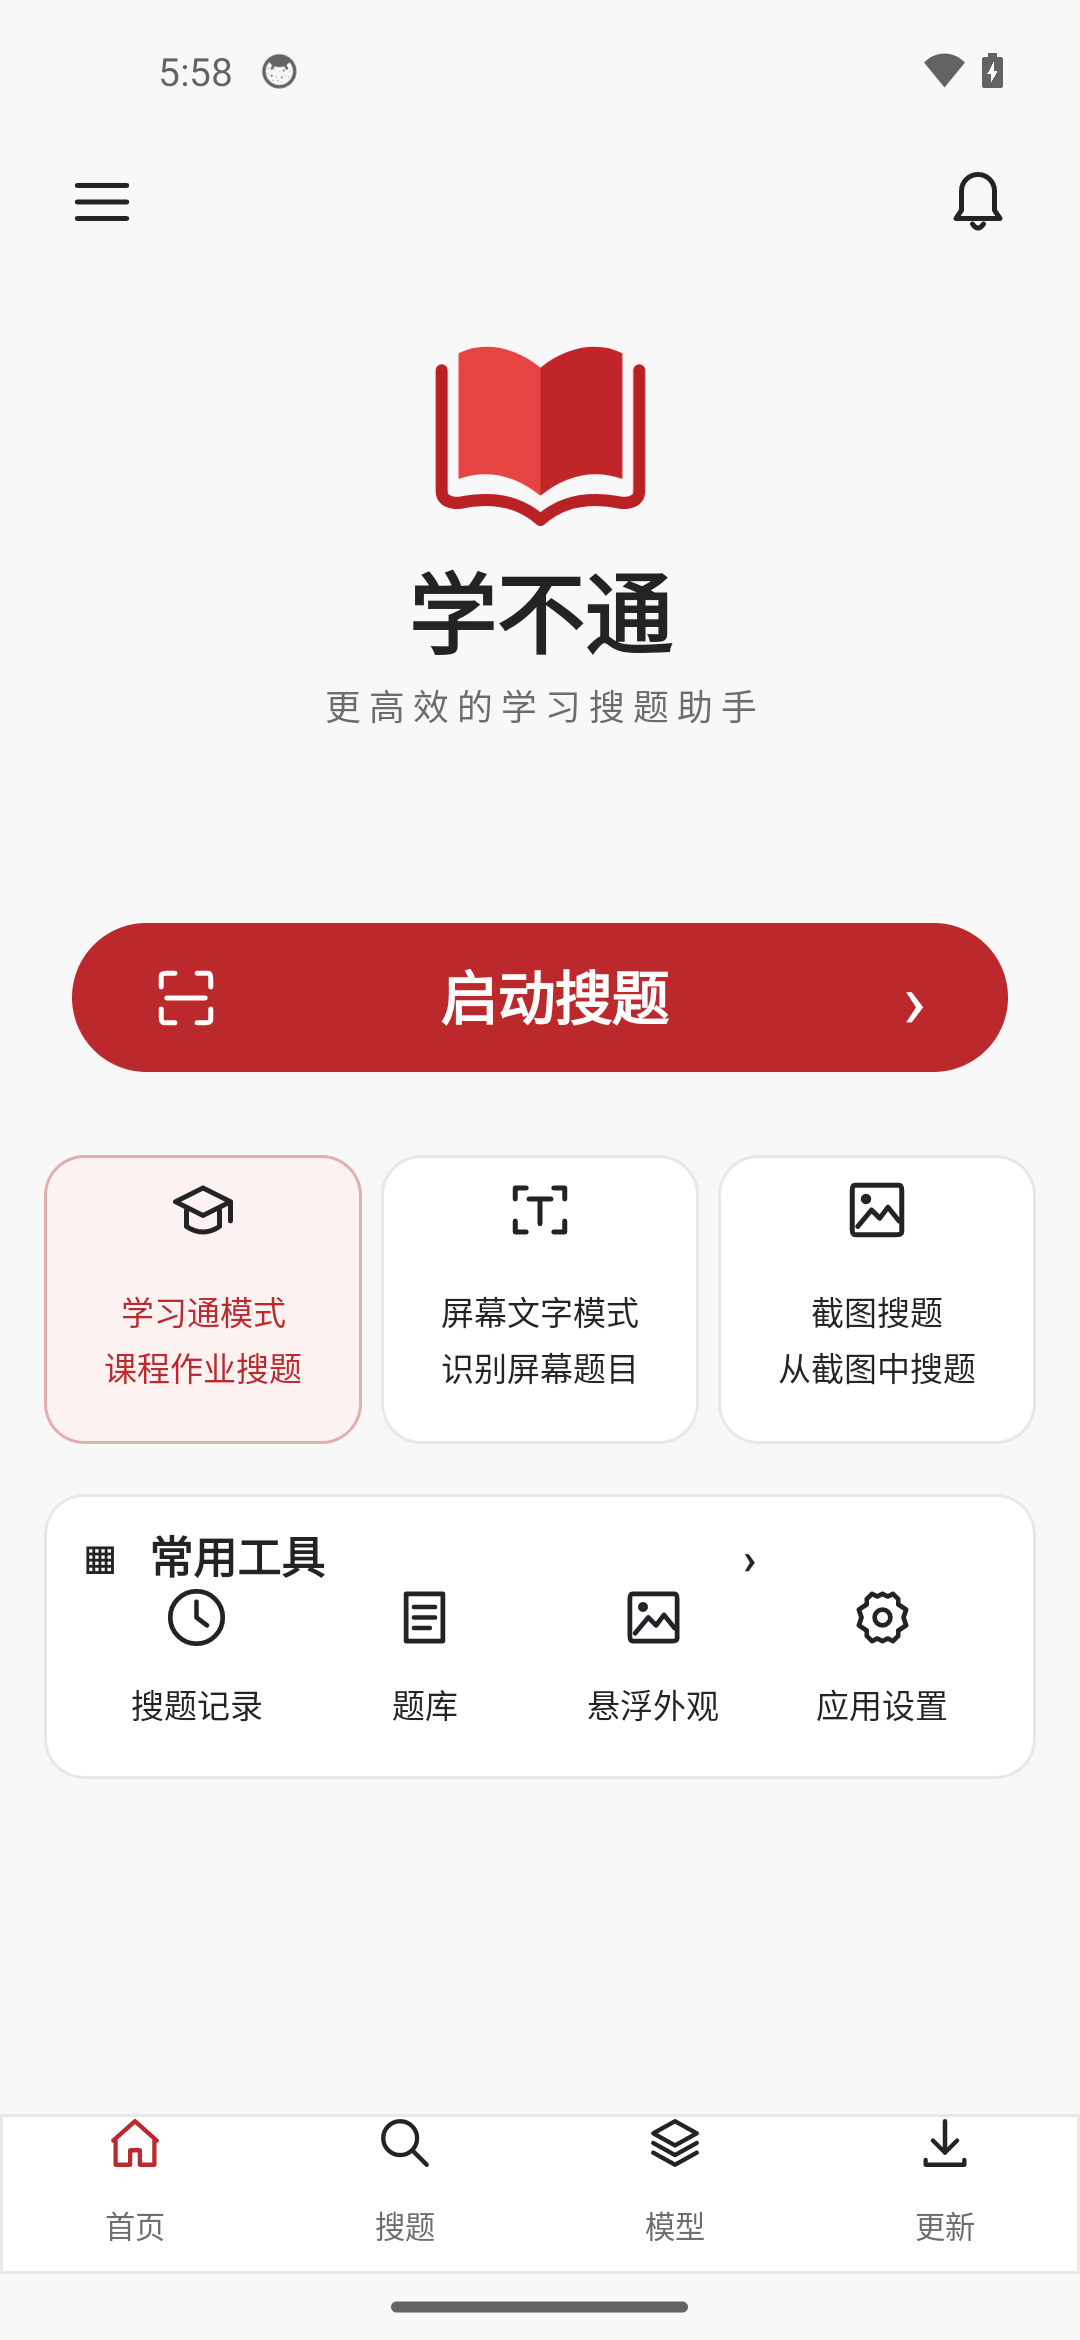 5:58
学不通
更高效的学习搜题助手
启动搜题
学习通模式
课程作业搜题
屏幕文字模式
识别屏幕题目
截图搜题
从截图中搜题
常用工具
搜题记录
题库
悬浮外观
应用设置
首页
搜题
模型
更新